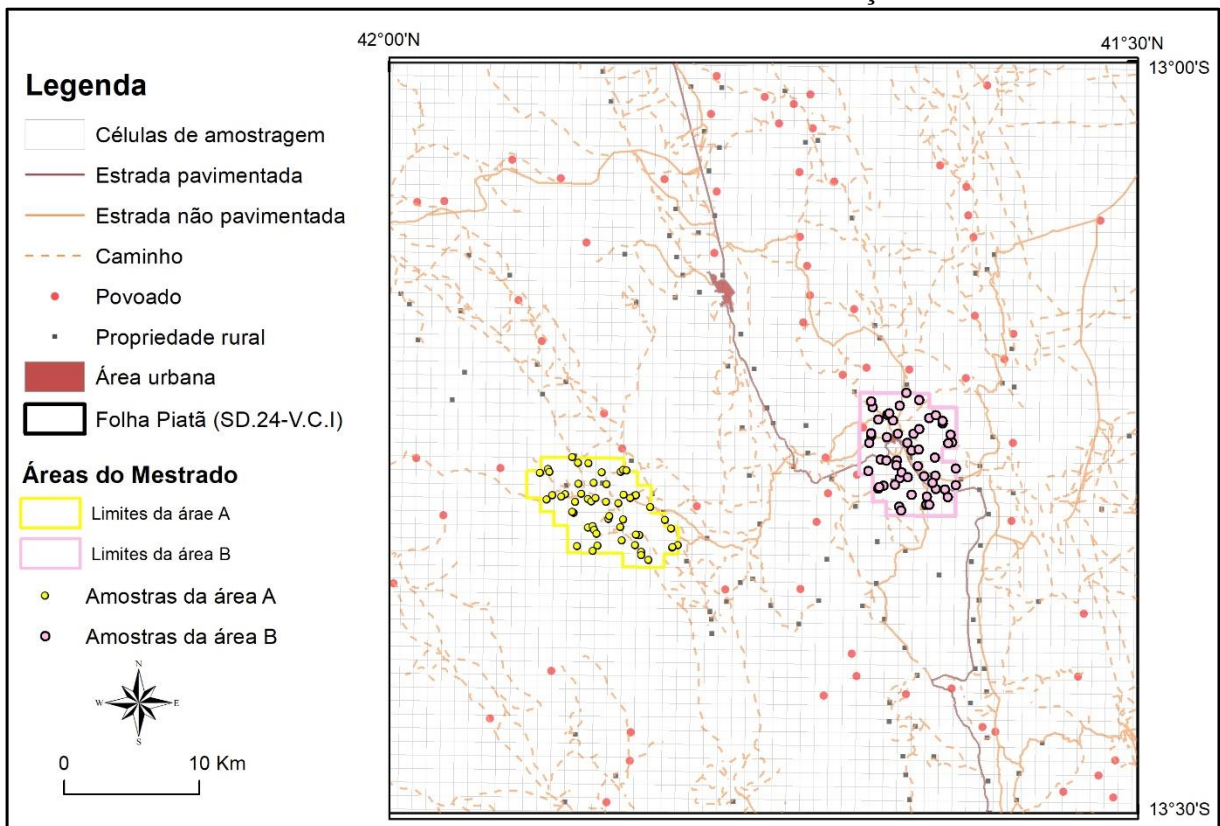 Legenda
Células de amostragem
Estrada pavimentada
Estrada não pavimentada
Caminho
Povoado
Propriedade rural
Área urbana
Folha Piatã (SD.24-V.C.I)
Áreas do Mestrado
Limites da árae A
Limites da área B
Amostras da área A
Amostras da área B
N
W
E
S
0
10 Km
42°00'N
41°30'N
13°00'S
13°30'S